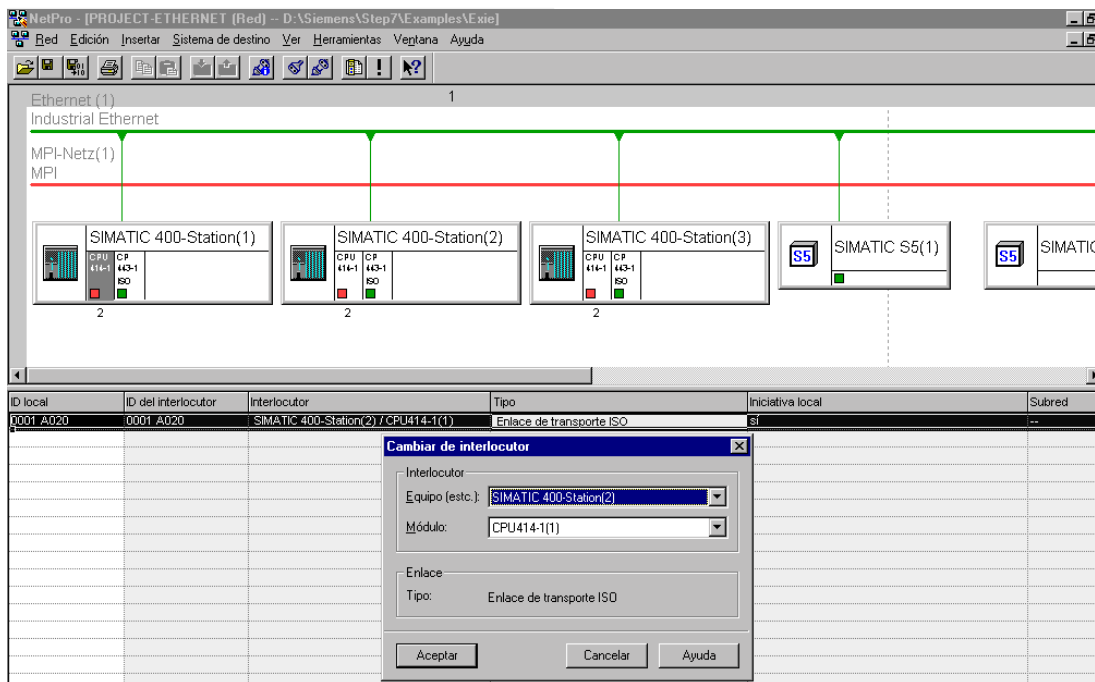 NetPro - [PROJECT-ETHERNET (Red) -- D:\Siemens\Step7\Examples\Exie]
Red Edición Insertar Sistema de destino Ver Herramientas Ventana Ayuda
Ethernet (1)
1
Industrial Ethernet
MPI-Netz(1)
MPI
SIMATIC 400-Station(1)
CPU 414-1
CP 443-1 ISO
2
SIMATIC 400-Station(2)
CPU 414-1
CP 443-1 ISO
2
SIMATIC 400-Station(3)
CPU 414-1
CP 443-1 ISO
2
S5
SIMATIC S5(1)
S5
SIMATIC
ID local ID del interlocutor Interlocutor Tipo Iniciativa local Subred
0001 A020 0001 A020 SIMATIC 400-Station(2) / CPU414-1(1) Enlace de transporte ISO sí --
Cambiar de interlocutor
Interlocutor
Equipo (estc.): SIMATIC 400-Station(2)
Módulo: CPU414-1(1)
Enlace
Tipo: Enlace de transporte ISO
Aceptar Cancelar Ayuda